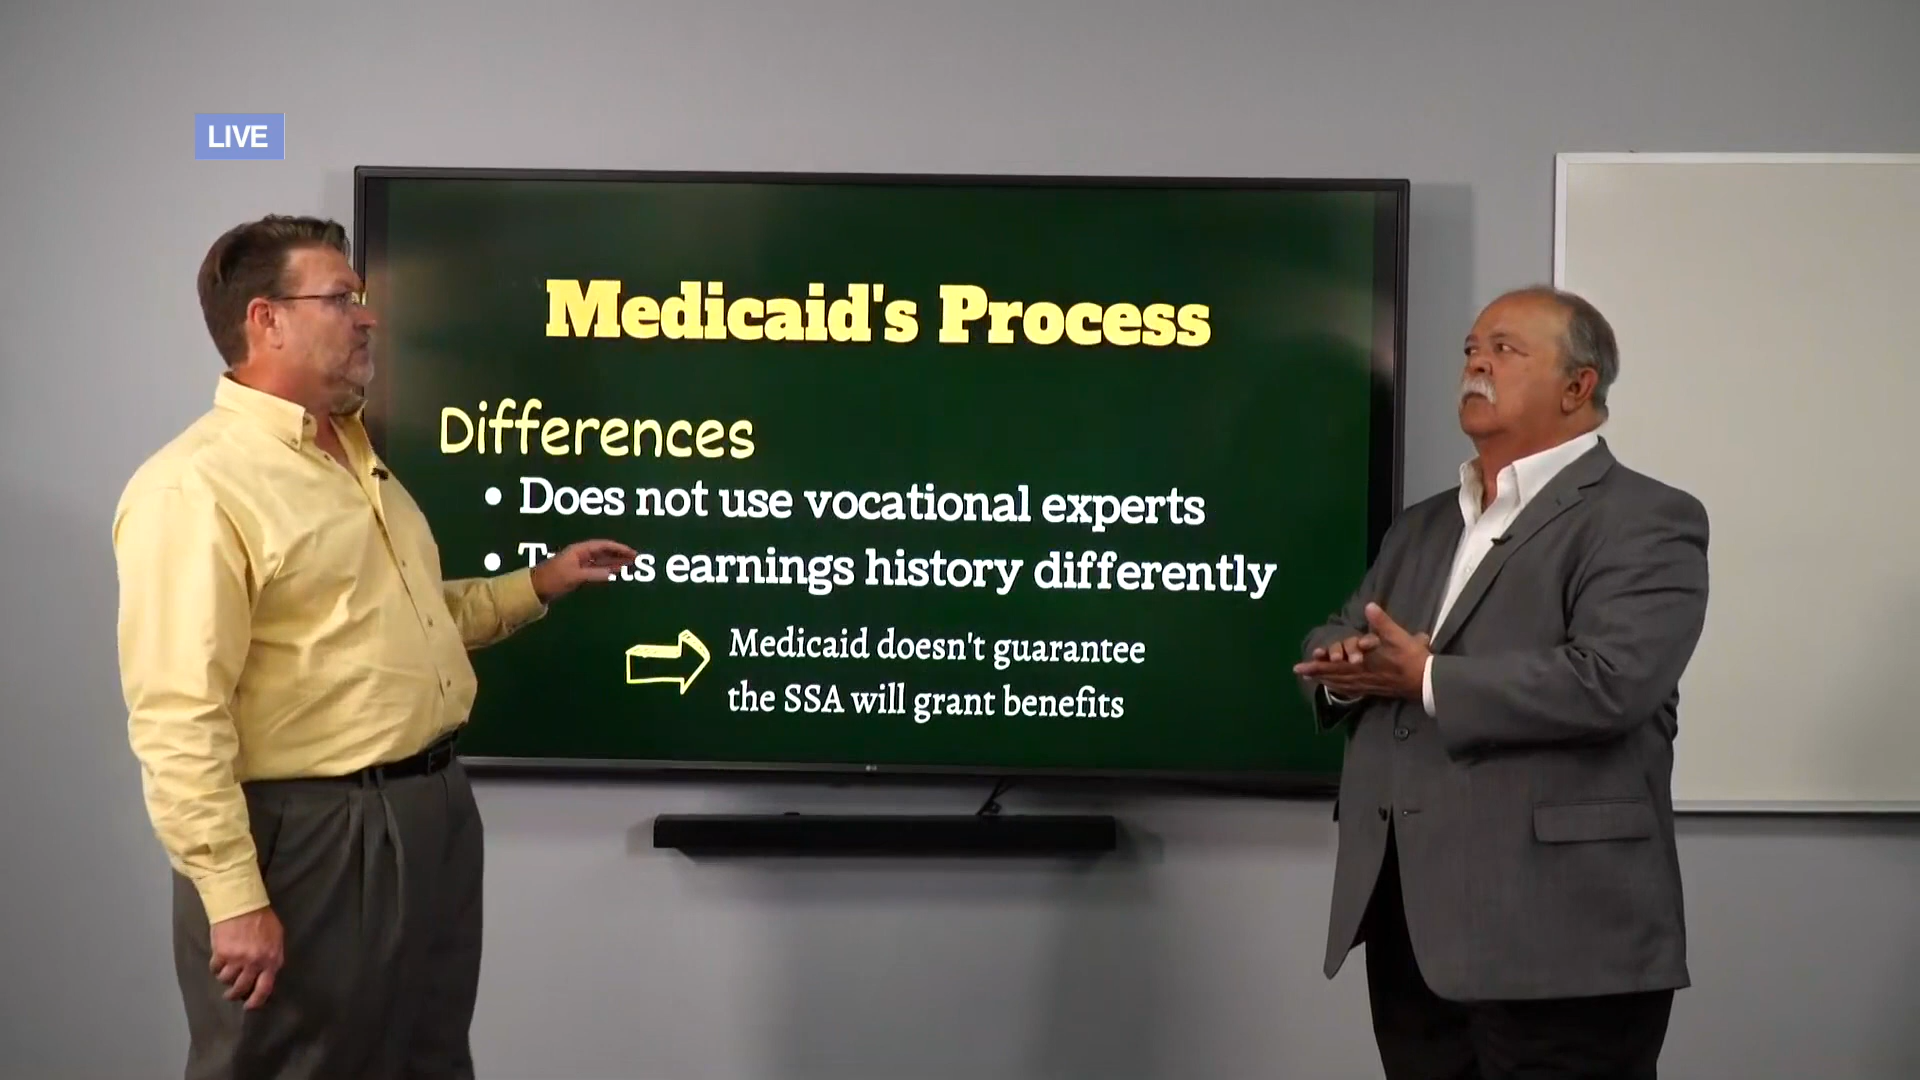 LIVE
Medicaid's Process
Differences
• Does not use vocational experts
• earnings history differently
Medicaid doesn't guarantee
the SSA will grant benefits
LG